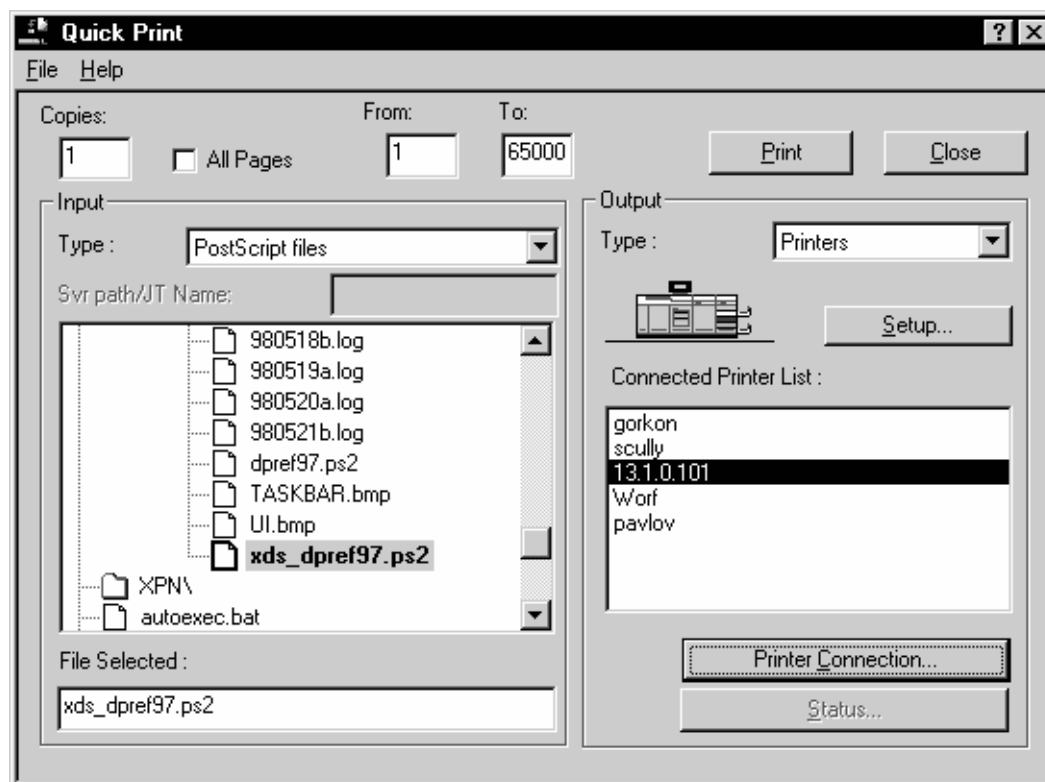 Quick Print
File Help
Copies: From: To:
1 All Pages 1 65000 Print Close
Input
Type : PostScript files
Svr path/JT Name:
980518b.log
980519a.log
980520a.log
980521b.log
dpref97.ps2
TASKBAR.bmp
UI.bmp
xds_dpref97.ps2
XPN\
autoexec.bat
File Selected :
xds_dpref97.ps2
Output
Type : Printers
Setup...
Connected Printer List :
gorkon
scully
13.1.0.101
Worf
pavlov
Printer Connection...
Status...